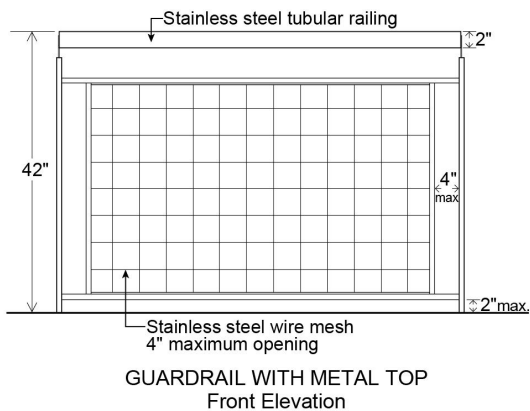 Stainless steel tubular railing
2"
42"
4"
max
2"max.
Stainless steel wire mesh
4" maximum opening
GUARDRAIL WITH METAL TOP
Front Elevation